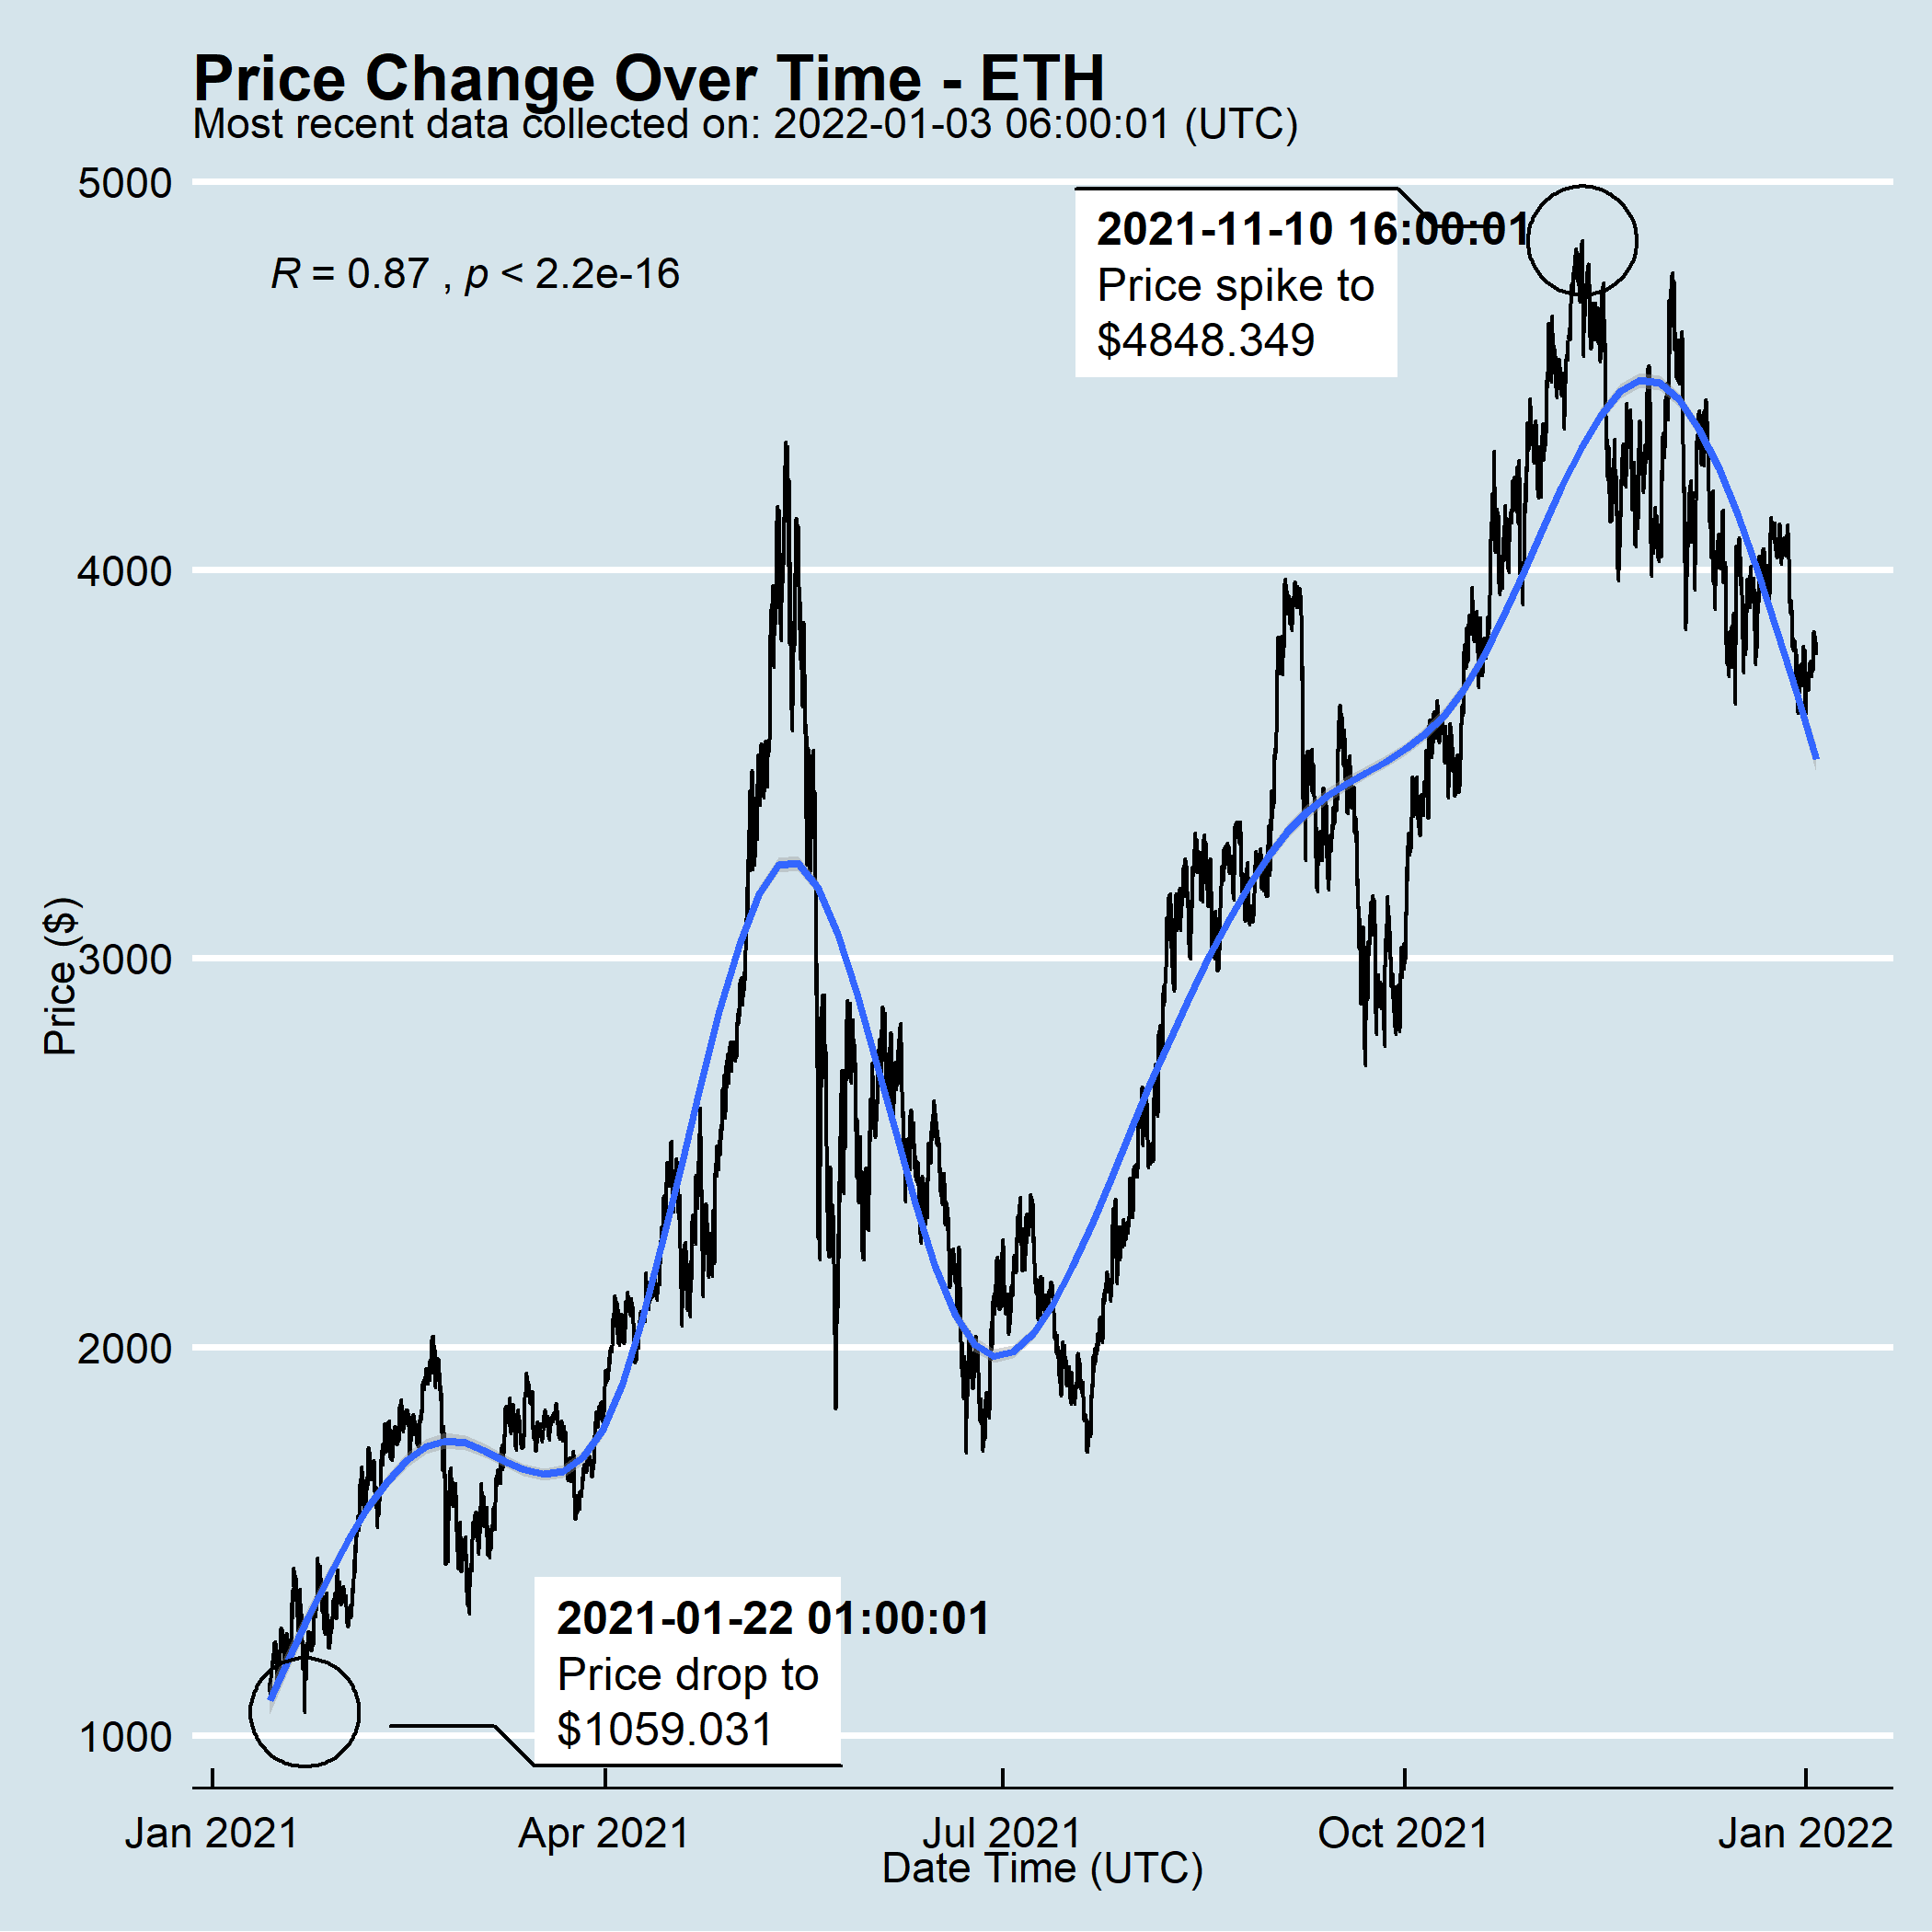 Price Change Over Time - ETH
Most recent data collected on: 2022-01-03 06:00:01 (UTC)
5000
2021-11-10 16:00:01
Price spike to
$4848.349
R = 0.87 , p < 2.2e-16
4000
Price ($)
3000
2000
2021-01-22 01:00:01
Price drop to
$1059.031
1000
Jan 2021 Apr 2021 Jul 2021 Oct 2021 Jan 2022
Date Time (UTC)